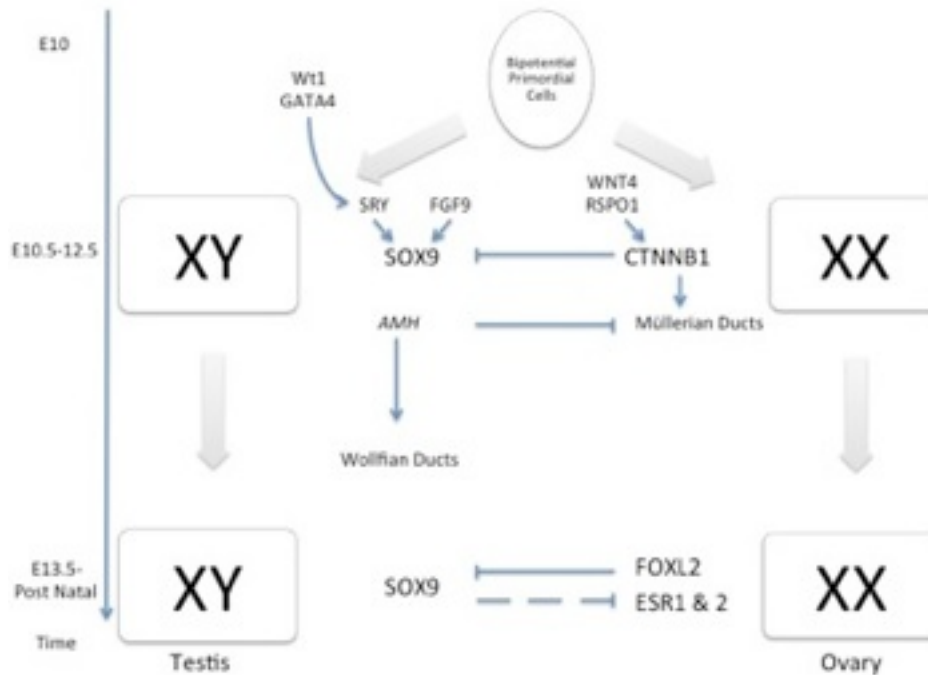 E10
Bipotential
Primordial
Cells
Wt1
GATA4
WNT4
RSPO1
SRY
FGF9
E10.5-12.5
XY
SOX9
CTNNB1
XX
AMH
Müllerian Ducts
Wollfian Ducts
E13.5-
Post Natal
XY
SOX9
FOXL2
ESR1 & 2
XX
Time
Testis
Ovary